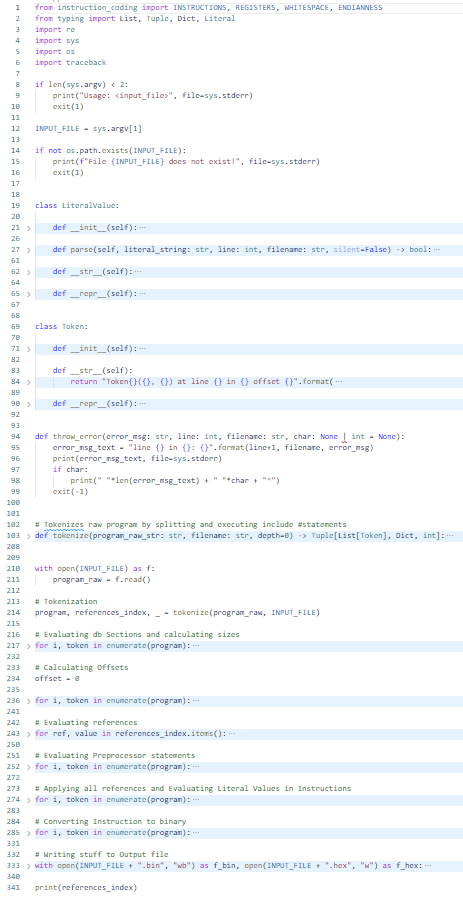 1 from instruction_coding import INSTRUCTIONS, REGISTERS, WHITESPACE, ENDIANNESS
2 from typing import List, Tuple, Dict, Literal
3 import re
4 import sys
5 import os
6 import traceback
7
8 if len(sys.argv) < 2:
9     print("Usage: <input_file>", file=sys.stderr)
10     exit(1)
11
12 INPUT_FILE = sys.argv[1]
13
14 if not os.path.exists(INPUT_FILE):
15     print(f"File {INPUT_FILE} does not exist!", file=sys.stderr)
16     exit(1)
17
18
19 class LiteralValue:
20
21 >     def __init__(self): ···
26
27 >     def parse(self, literal_string: str, line: int, filename: str, silent=False) -> bool: ···
61
62 >     def __str__(self): ···
64
65 >     def __repr__(self): ···
67
68
69 class Token:
70
71 >     def __init__(self): ···
82
83     def __str__(self):
84 >         return "Token{}({}, {}) at line {} in {} offset {}".format( ···
89
90 >     def __repr__(self): ···
92
93
94 def throw_error(error_msg: str, line: int, filename: str, char: None | int = None):
95     error_msg_text = "line {} in {}: {}".format(line+1, filename, error_msg)
96     print(error_msg_text, file=sys.stderr)
97     if char:
98         print(" "*len(error_msg_text) + " "*char + "^")
99     exit(-1)
100
101
102 # Tokenizes raw program by splitting and executing include #statements
103 > def tokenize(program_raw_str: str, filename: str, depth=0) -> Tuple[List[Token], Dict, int]: ···
208
209
210 with open(INPUT_FILE) as f:
211     program_raw = f.read()
212
213 # Tokenization
214 program, references_index, _ = tokenize(program_raw, INPUT_FILE)
215
216 # Evaluating db Sections and calculating sizes
217 > for i, token in enumerate(program): ···
232
233 # Calculating Offsets
234 offset = 0
235
236 > for i, token in enumerate(program): ···
241
242 # Evaluating references
243 > for ref, value in references_index.items(): ···
250
251 # Evaluating Preprocessor statements
252 > for i, token in enumerate(program): ···
272
273 # Applying all references and Evaluating Literal Values in Instructions
274 > for i, token in enumerate(program): ···
283
284 # Converting Instruction to binary
285 > for i, token in enumerate(program): ···
331
332 # Writing stuff to Output file
333 > with open(INPUT_FILE + ".bin", "wb") as f_bin, open(INPUT_FILE + ".hex", "w") as f_hex: ···
340
341 print(references_index)